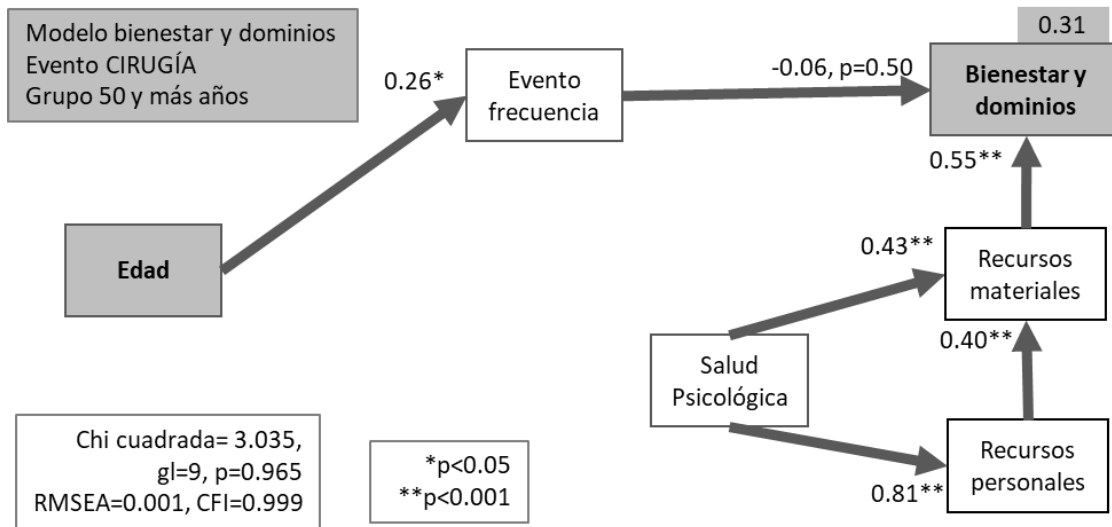 Modelo bienestar y dominios
Evento CIRUGÍA
Grupo 50 y más años
0.26*
Evento
frecuencia
-0.06, p=0.50
0.31
Bienestar y
dominios
0.55**
Edad
0.43**
Recursos
materiales
0.40**
Salud
Psicológica
Recursos
personales
0.81**
Chi cuadrada= 3.035,
gl=9, p=0.965
RMSEA=0.001, CFI=0.999
*p<0.05
**p<0.001